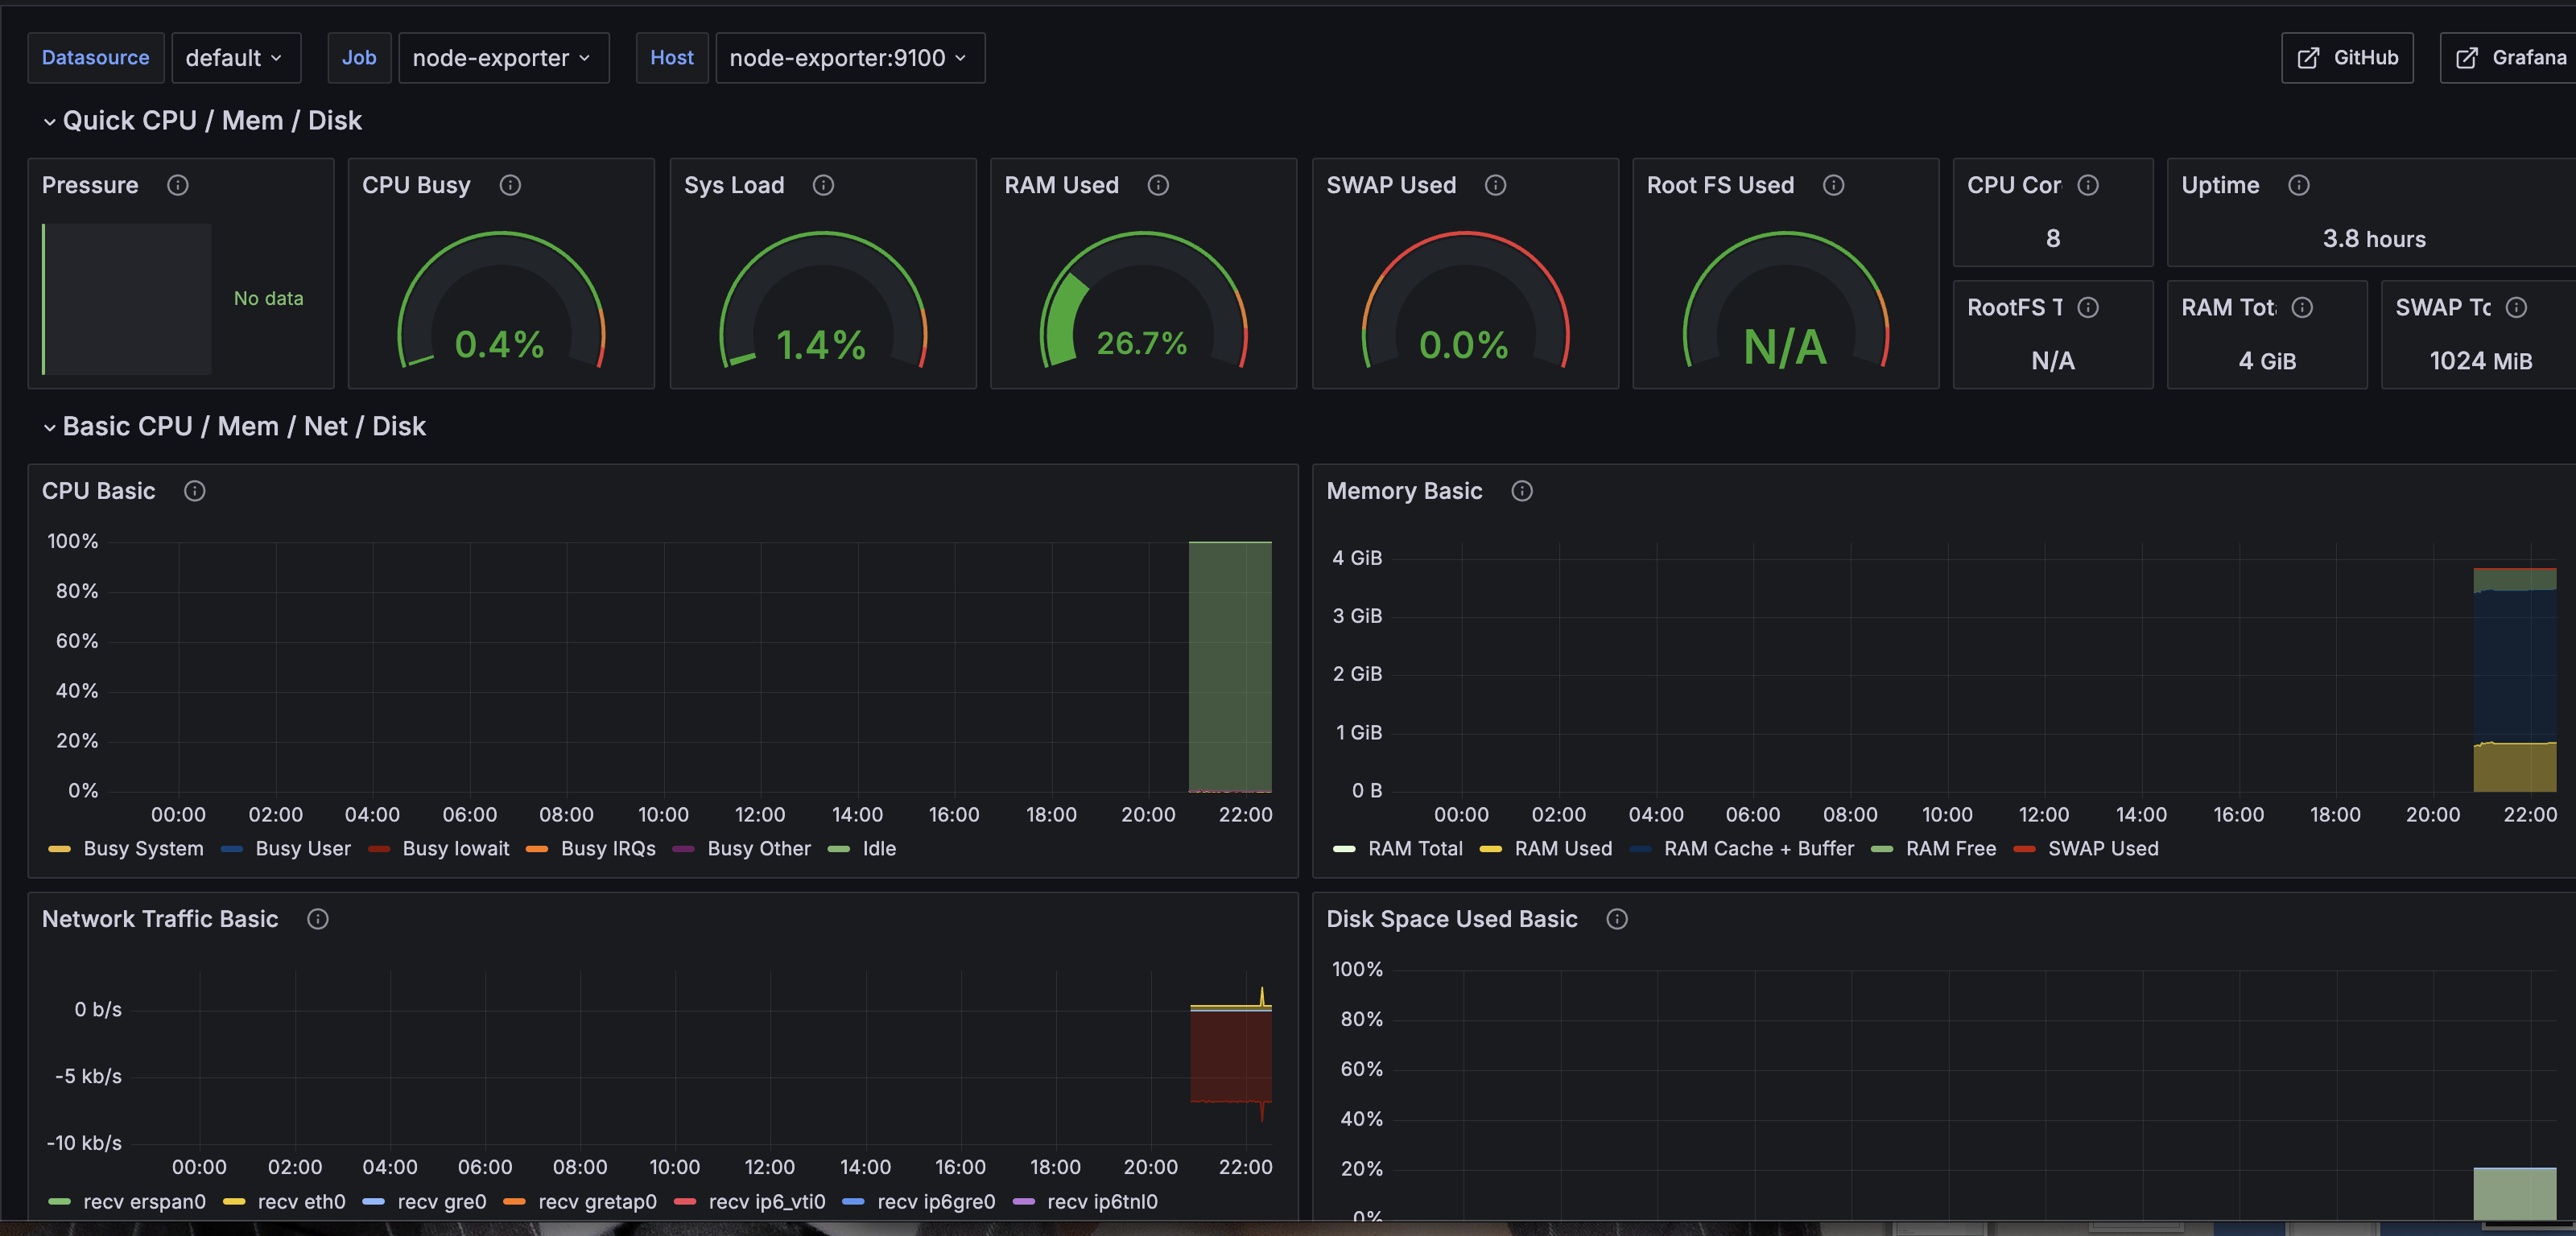 Datasource default Job node-exporter Host node-exporter:9100 GitHub Grafana
Quick CPU / Mem / Disk
Pressure CPU Busy Sys Load RAM Used SWAP Used Root FS Used CPU Cor Uptime
8 3.8 hours
No data 0.4% 1.4% 26.7% 0.0% N/A
RootFS T RAM Tot SWAP Tc
N/A 4 GiB 1024 MiB
Basic CPU / Mem / Net / Disk
CPU Basic
100%
80%
60%
40%
20%
0%
00:00 02:00 04:00 06:00 08:00 10:00 12:00 14:00 16:00 18:00 20:00 22:00
Busy System Busy User Busy Iowait Busy IRQs Busy Other Idle
Memory Basic
4 GiB
3 GiB
2 GiB
1 GiB
0 B
00:00 02:00 04:00 06:00 08:00 10:00 12:00 14:00 16:00 18:00 20:00 22:00
RAM Total RAM Used RAM Cache + Buffer RAM Free SWAP Used
Network Traffic Basic
0 b/s
-5 kb/s
-10 kb/s
00:00 02:00 04:00 06:00 08:00 10:00 12:00 14:00 16:00 18:00 20:00 22:00
recv erspan0 recv eth0 recv gre0 recv gretap0 recv ip6_vti0 recv ip6gre0 recv ip6tnl0
Disk Space Used Basic
100%
80%
60%
40%
20%
0%